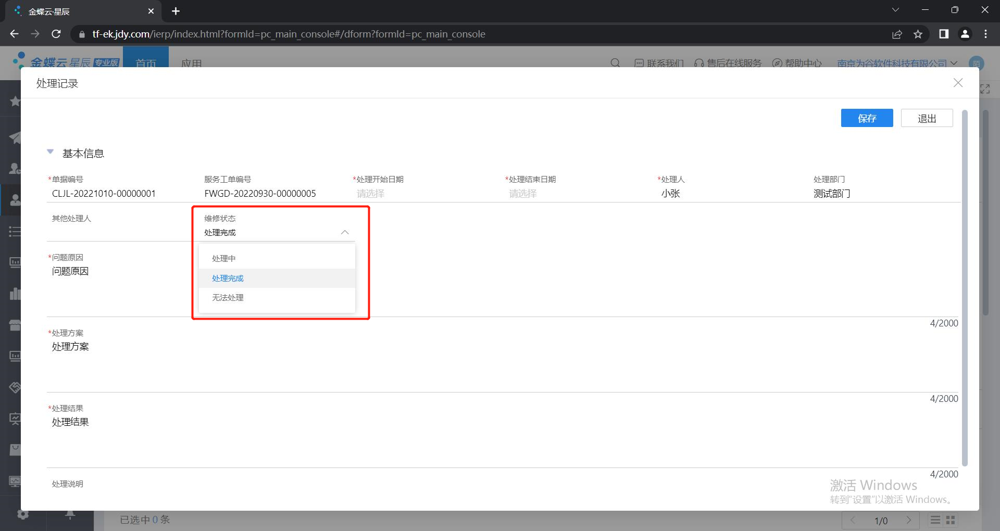 金蝶云·星辰
tf-ek.jdy.com/ierp/index.html?formId=pc_main_console#/dform?formId=pc_main_console
金蝶云 星辰 专业版 首页 应用 联系我们 售后在线服务 帮助中心 南京为谷软件科技有限公司 陌
处理记录
保存 退出
基本信息
*单据编号 服务工单编号 *处理开始日期 *处理结束日期 *处理人 处理部门
CLJL-20221010-00000001 FWGD-20220930-00000005 请选择 请选择 小张 测试部门
其他处理人 维修状态
处理完成
处理中
处理完成
无法处理
*问题原因
问题原因
4/2000
*处理方案
处理方案
4/2000
*处理结果
处理结果
4/2000
处理说明
激活 Windows
转到“设置”以激活 Windows。
已选中 0 条 1/0